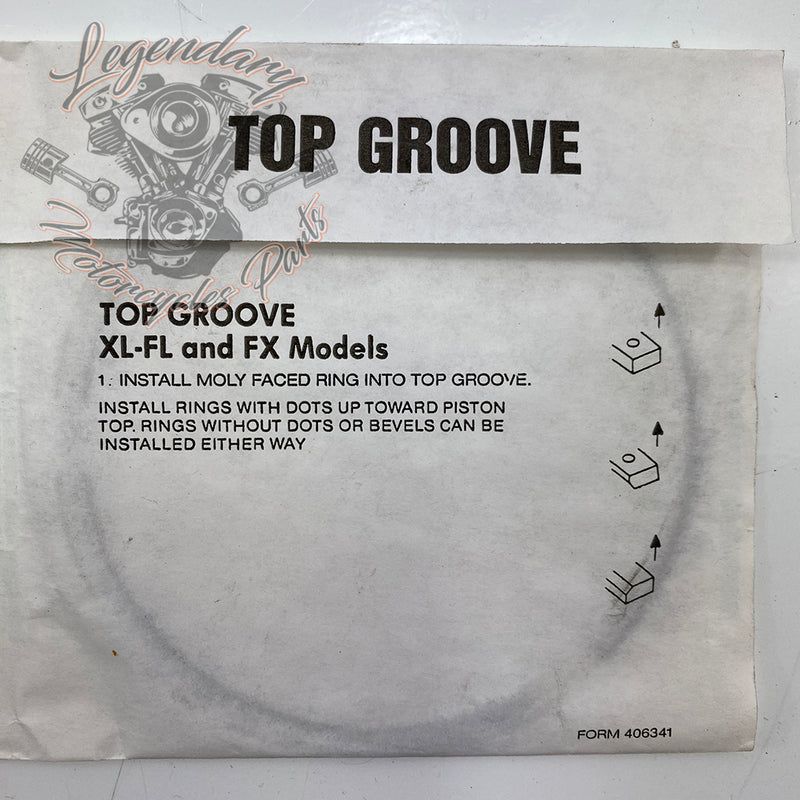 Legendary
Motorcycles Parts
TOP GROOVE
TOP GROOVE
XL-FL and FX Models
1. INSTALL MOLY FACED RING INTO TOP GROOVE.
INSTALL RINGS WITH DOTS UP TOWARD PISTON
TOP. RINGS WITHOUT DOTS OR BEVELS CAN BE
INSTALLED EITHER WAY
FORM 406341